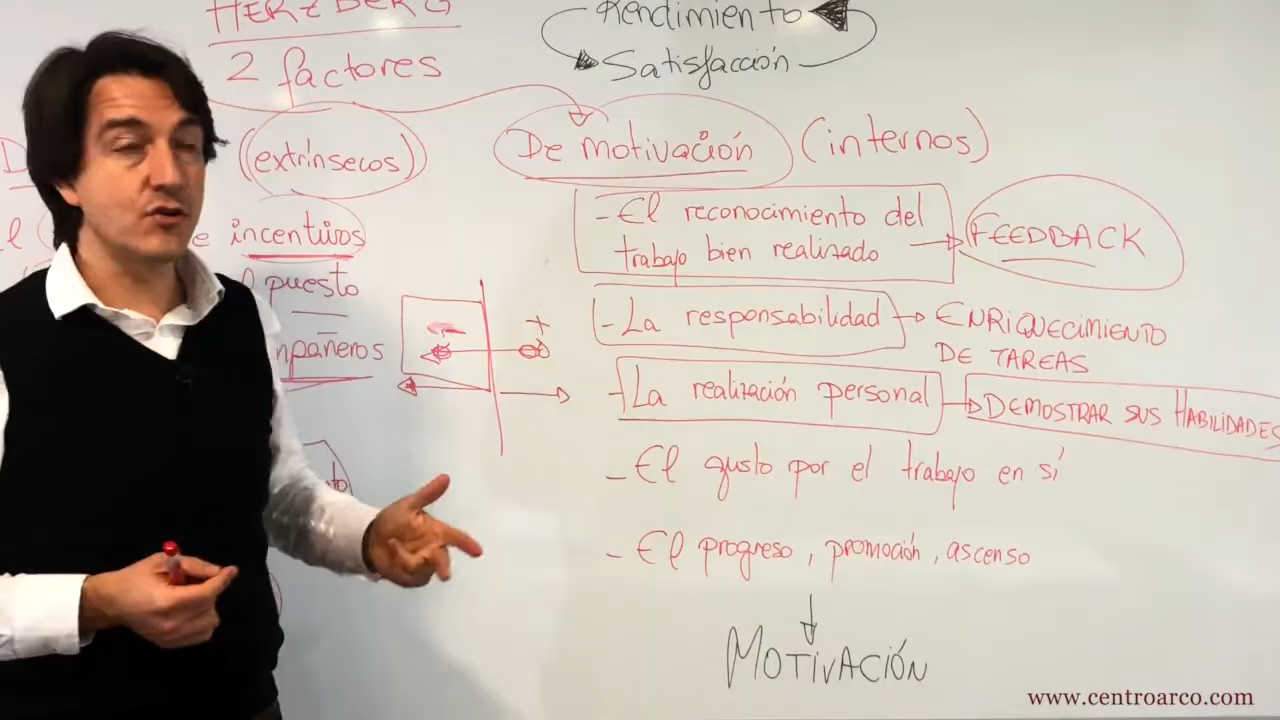 HERZBERG
2 factores
Rendimiento
Satisfacción
(extrínsecos)
De motivación (internos)
incentivos
puesto
- El reconocimiento del
trabajo bien realizado
FEEDBACK
- +
- La responsabilidad
ENRIQUECIMIENTO
DE TAREAS
- La realización personal
DEMOSTRAR SUS HABILIDADES
- El gusto por el trabajo en sí
- El progreso, promoción, ascenso
MOTIVACIÓN
www.centroarco.com